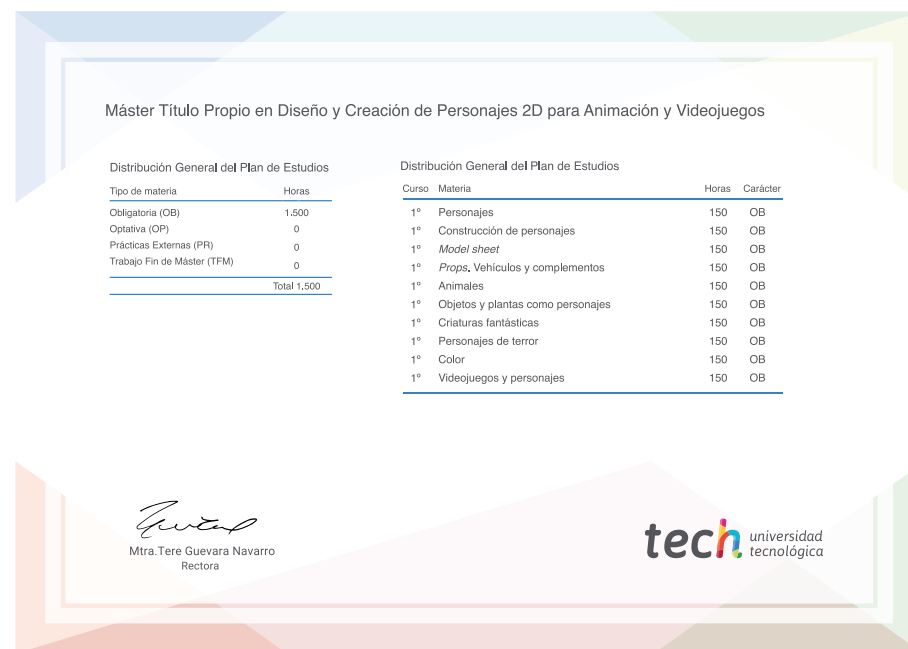 Máster Título Propio en Diseño y Creación de Personajes 2D para Animación y Videojuegos
Distribución General del Plan de Estudios
Tipo de materia Horas
Obligatoria (OB) 1.500
Optativa (OP) 0
Prácticas Externas (PR) 0
Trabajo Fin de Máster (TFM) 0
Total 1.500
Distribución General del Plan de Estudios
Curso Materia Horas Carácter
1º Personajes 150 OB
1º Construcción de personajes 150 OB
1º Model sheet 150 OB
1º Props. Vehículos y complementos 150 OB
1º Animales 150 OB
1º Objetos y plantas como personajes 150 OB
1º Criaturas fantásticas 150 OB
1º Personajes de terror 150 OB
1º Color 150 OB
1º Videojuegos y personajes 150 OB
Mtra.Tere Guevara Navarro
Rectora
tech universidad
tecnológica